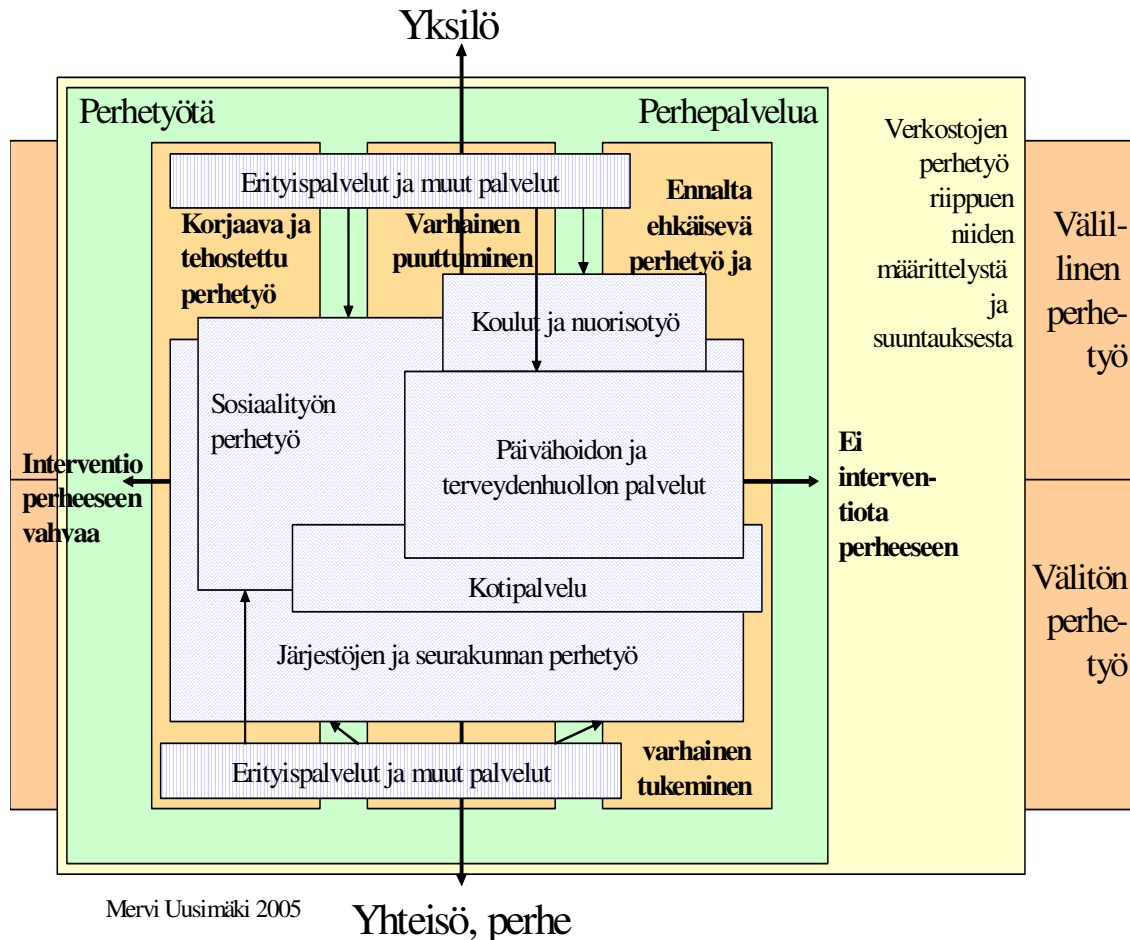 Yksilö
Perhetyötä
Perhepalvelua
Verkostojen
perhetyö
riippuen
niiden
määrittelystä
ja
suuntauksesta
Erityispalvelut ja muut palvelut
Korjaava ja
tehostettu
perhetyö
Varhainen
puuttuminen
Ennalta
ehkäisevä
perhetyö ja
Välil-
linen
perhe-
työ
Koulut ja nuorisotyö
Sosiaalityön
perhetyö
Päivähoidon ja
terveydenhuollon palvelut
Interventio
perheeseen
vahvaa
Ei
interven-
tiota
perheeseen
Kotipalvelu
Välitön
perhe-
työ
Järjestöjen ja seurakunnan perhetyö
Erityispalvelut ja muut palvelut
varhainen
tukeminen
Mervi Uusimäki 2005
Yhteisö, perhe